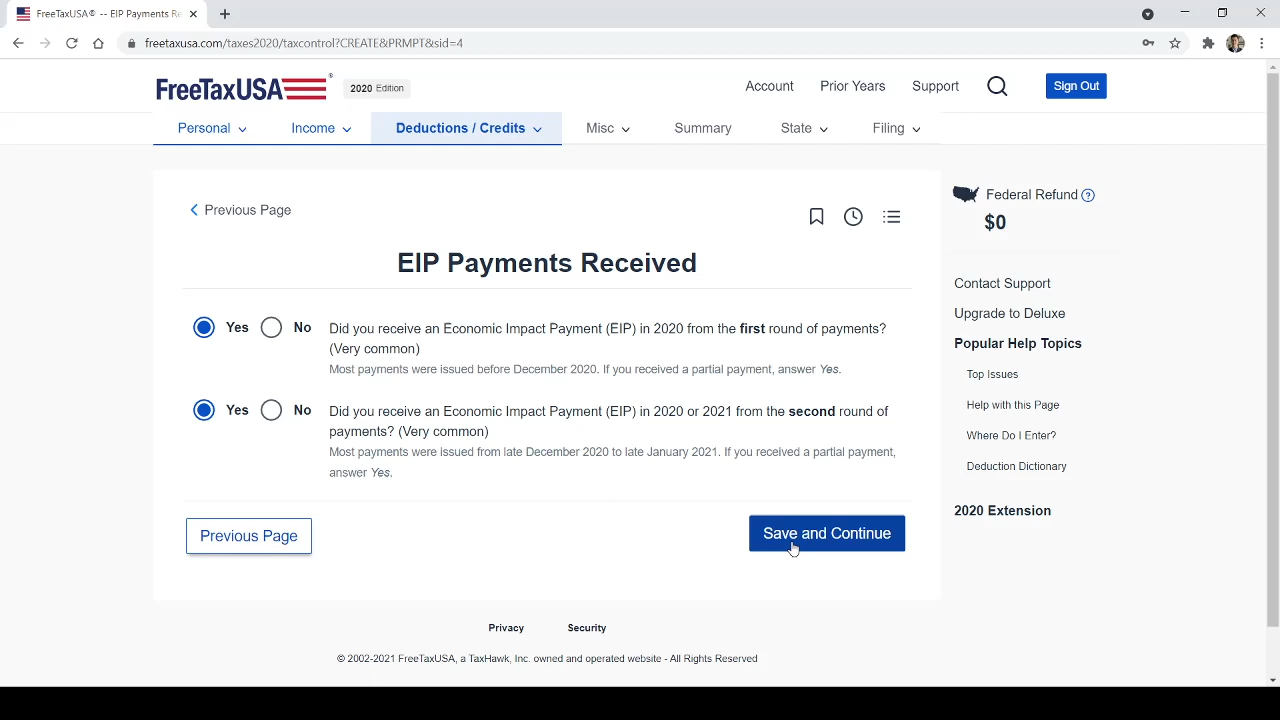 FreeTaxUSA® -- EIP Payments Re
freetaxusa.com/taxes2020/taxcontrol?CREATE&PRMPT&sid=4
FreeTaxUSA®
2020 Edition
Account
Prior Years
Support
Sign Out
Personal
Income
Deductions / Credits
Misc
Summary
State
Filing
Previous Page
EIP Payments Received
Yes
No
Did you receive an Economic Impact Payment (EIP) in 2020 from the first round of payments?
(Very common)
Most payments were issued before December 2020. If you received a partial payment, answer Yes.
Yes
No
Did you receive an Economic Impact Payment (EIP) in 2020 or 2021 from the second round of
payments? (Very common)
Most payments were issued from late December 2020 to late January 2021. If you received a partial payment,
answer Yes.
Previous Page
Save and Continue
Federal Refund ?
$0
Contact Support
Upgrade to Deluxe
Popular Help Topics
Top Issues
Help with this Page
Where Do I Enter?
Deduction Dictionary
2020 Extension
Privacy
Security
© 2002-2021 FreeTaxUSA, a TaxHawk, Inc. owned and operated website - All Rights Reserved